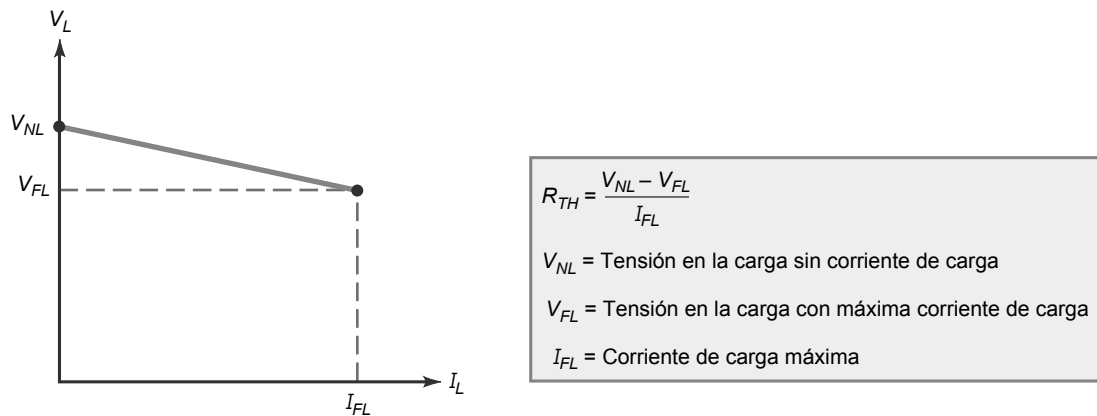 V_L
V_NL
V_FL
I_FL
I_L
R_TH = (V_NL – V_FL) / I_FL
V_NL = Tensión en la carga sin corriente de carga
V_FL = Tensión en la carga con máxima corriente de carga
I_FL = Corriente de carga máxima